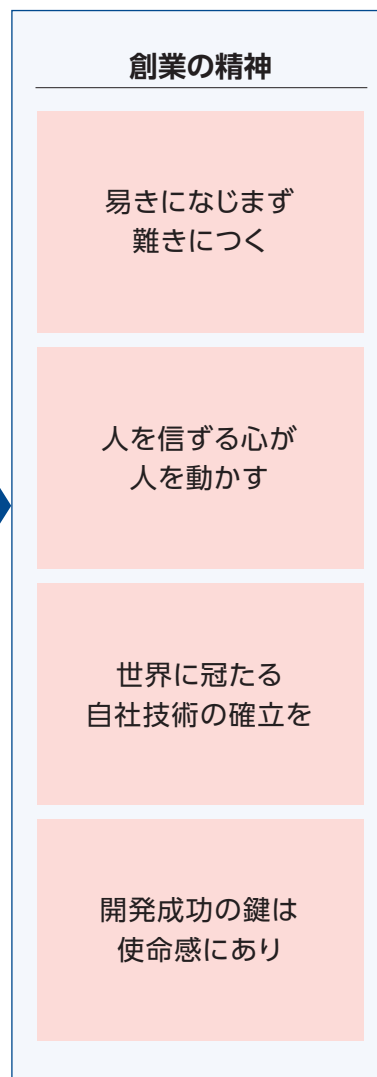 創業の精神
易きになじまず
難きにつく
人を信ずる心が
人を動かす
世界に冠たる
自社技術の確立を
開発成功の鍵は
使命感にあり